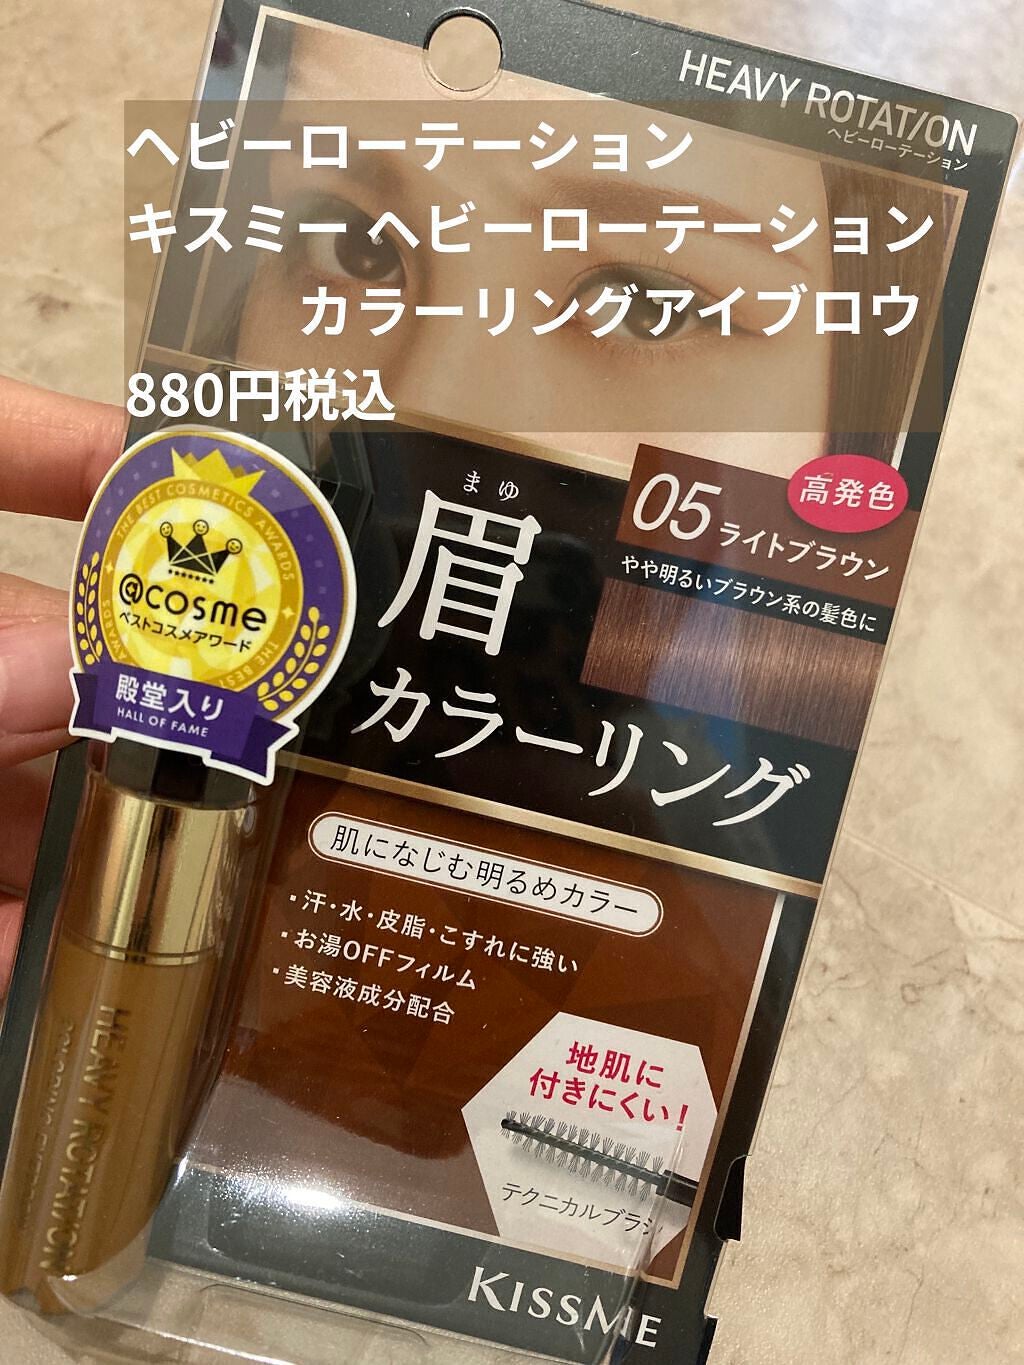 HEAVY ROTATION
ヘビーローテーション
ヘビーローテーション
キスミー ヘビーローテーション
カラーリングアイブロウ
880円税込
THE BEST COSMETICS AWARDS
@cosme
ベストコスメアワード
殿堂入り
HALL OF FAME
まゆ
眉
カラーリング
高発色
05 ライトブラウン
やや明るいブラウン系の髪色に
肌になじむ明るめカラー
・汗・水・皮脂・こすれに強い
・お湯OFFフィルム
・美容液成分配合
地肌に
付きにくい!
テクニカルブラシ
HEAVY ROTATION
KISSME